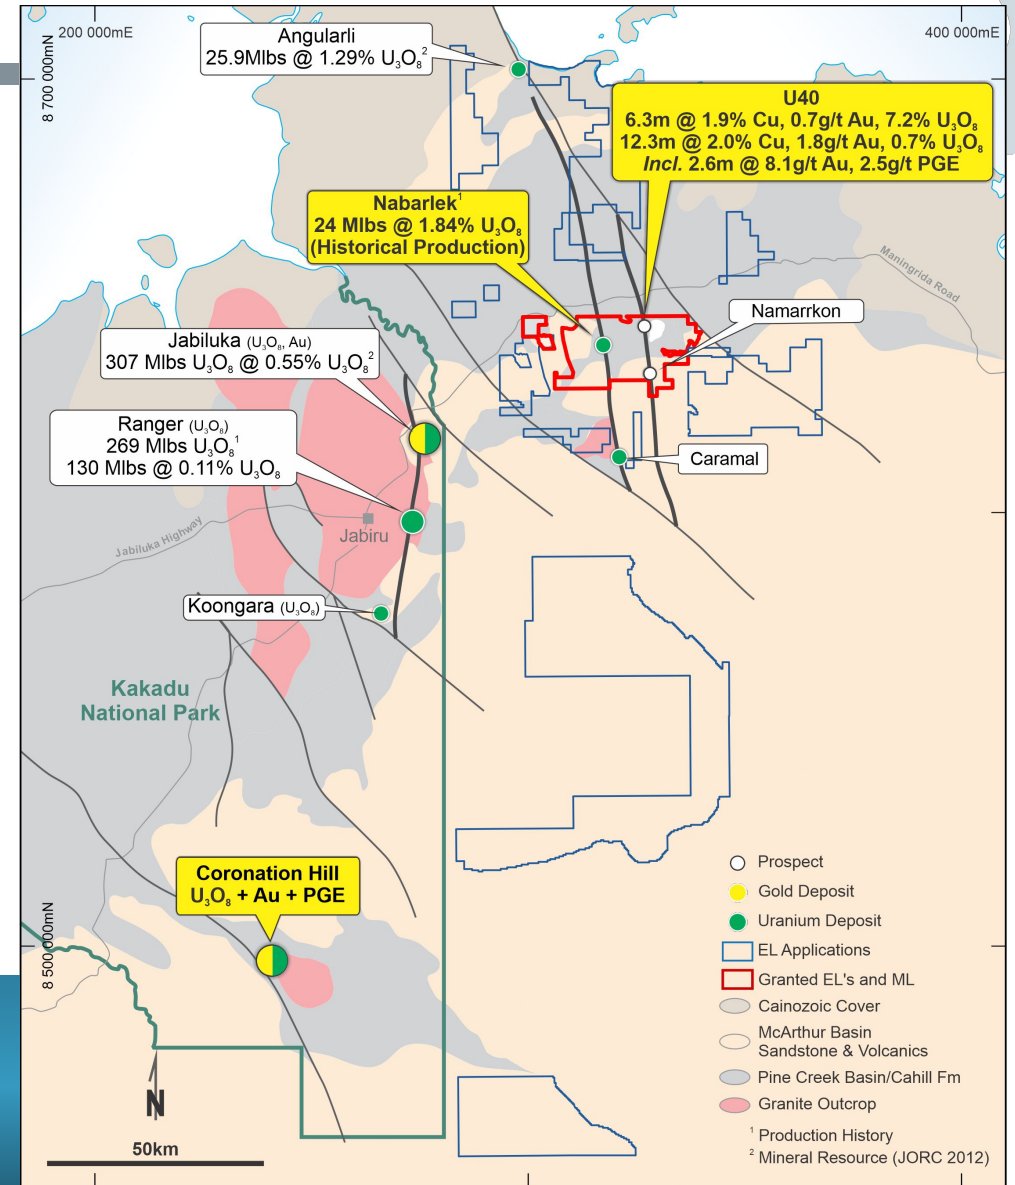 200 000mE
400 000mE
8 700 000mN
Angularli
25.9Mlbs @ 1.29% U₃O₈²
U40
6.3m @ 1.9% Cu, 0.7g/t Au, 7.2% U₃O₈
12.3m @ 2.0% Cu, 1.8g/t Au, 0.7% U₃O₈
Incl. 2.6m @ 8.1g/t Au, 2.5g/t PGE
Nabarlek¹
24 Mlbs @ 1.84% U₃O₈
(Historical Production)
Maningrida Road
Namarrkon
Jabiluka (U₃O₈, Au)
307 Mlbs U₃O₈ @ 0.55% U₃O₈²
Ranger (U₃O₈)
269 Mlbs U₃O₈¹
130 Mlbs @ 0.11% U₃O₈
Caramal
Jabiru
Jabiluka Highway
Koongara (U₃O₈)
Kakadu
National Park
Coronation Hill
U₃O₈ + Au + PGE
8 500 000mN
N
50km
Prospect
Gold Deposit
Uranium Deposit
EL Applications
Granted EL's and ML
Cainozoic Cover
McArthur Basin
Sandstone & Volcanics
Pine Creek Basin/Cahill Fm
Granite Outcrop
¹ Production History
² Mineral Resource (JORC 2012)